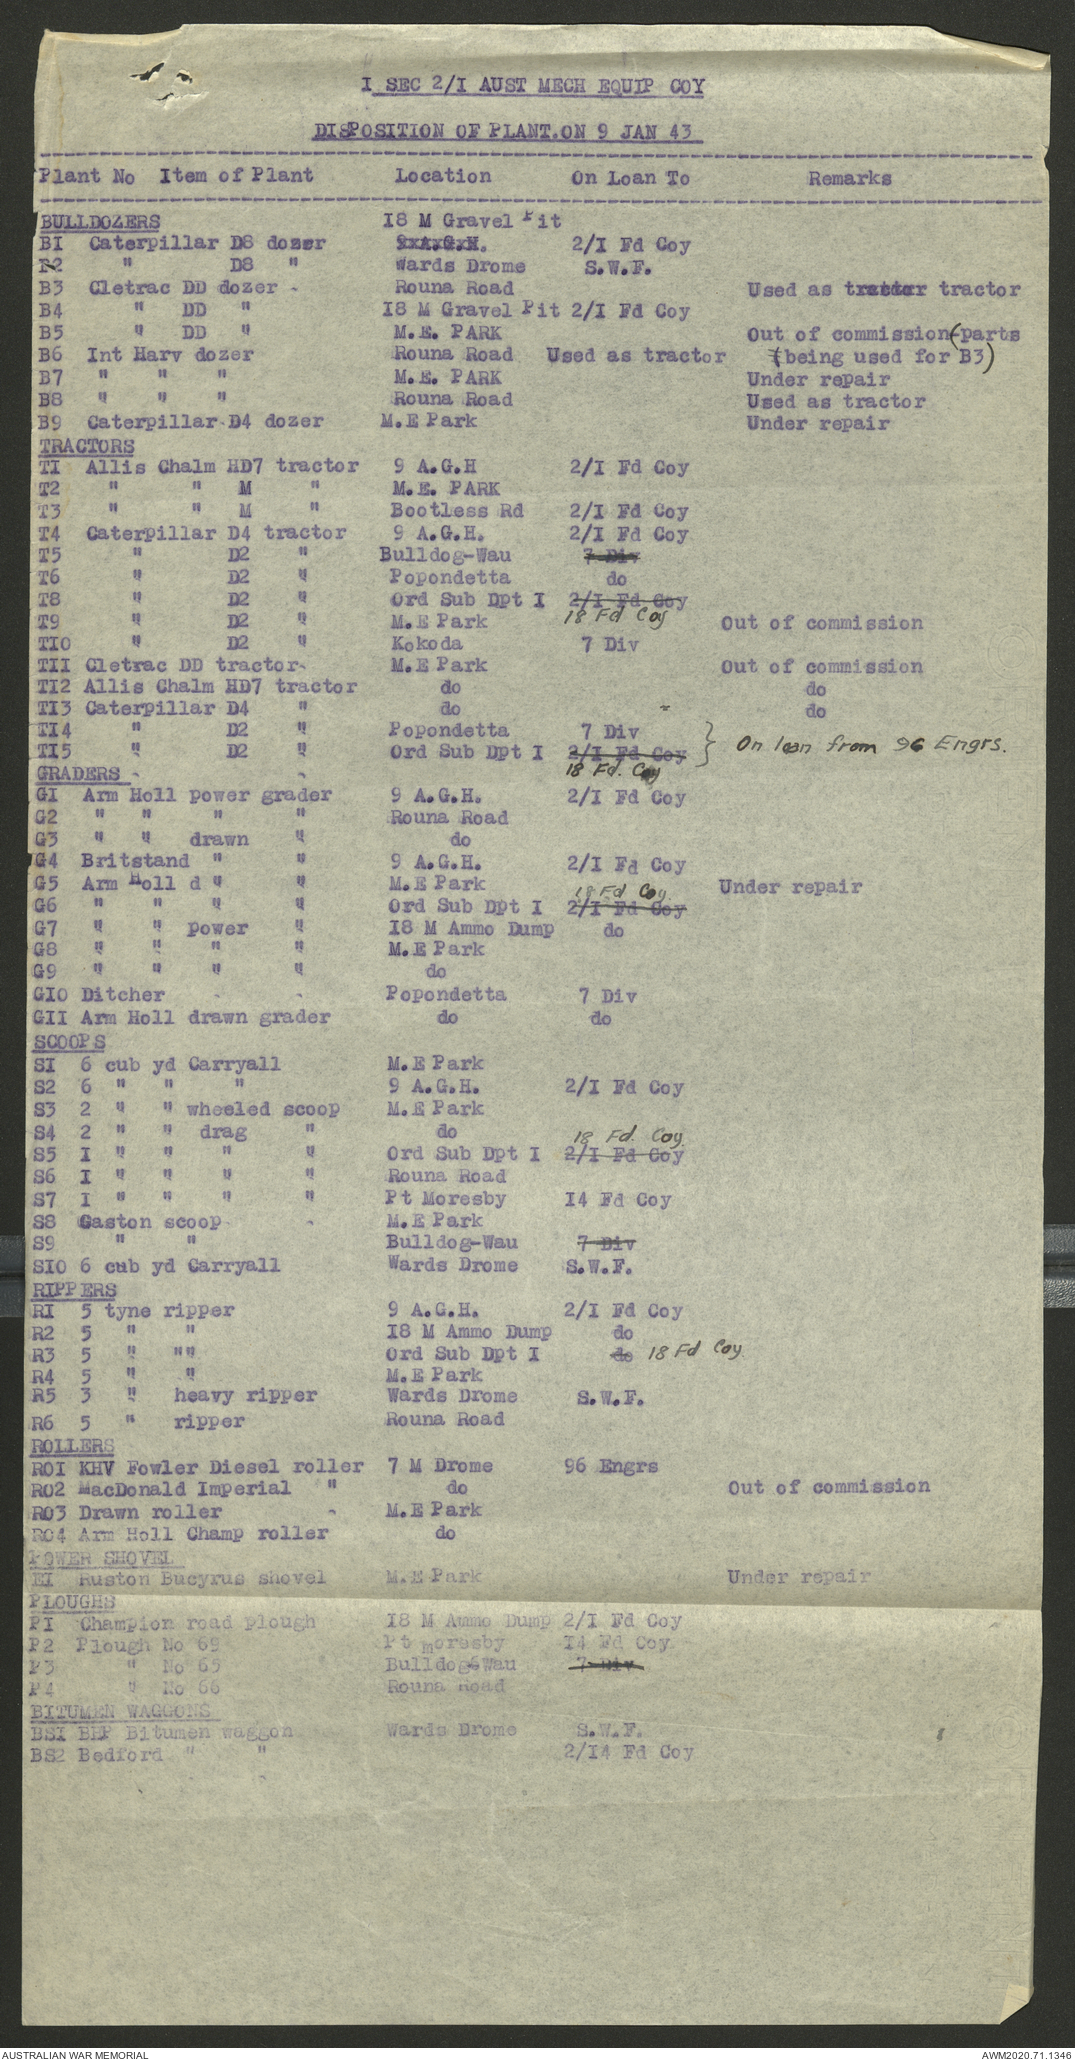 I SEC 2/I AUST MECH EQUIP COY
DISPOSITION OF PLANT.ON 9 JAN 43
Plant No Item of Plant Location On Loan To Remarks
BULLDOZERS 18 M Gravel Pit
BI Caterpillar D8 dozer 9 A.G.H. 2/I Fd Coy
B2 " D8 " Wards Drome S.W.F.
B3 Cletrac DD dozer Rouna Road Used as tractor
B4 " DD " I8 M Gravel Pit 2/I Fd Coy
B5 " DD " M.E. PARK Out of commission (parts
B6 Int Harv dozer Rouna Road Used as tractor (being used for B3)
B7 " " " M.E. PARK Under repair
B8 " " " Rouna Road Used as tractor
B9 Caterpillar D4 dozer M.E Park Under repair
TRACTORS
TI Allis Chalm HD7 tractor 9 A.G.H 2/I Fd Coy
T2 " " M " M.E. PARK
T3 " " M " Bootless Rd 2/I Fd Coy
T4 Caterpillar D4 tractor 9 A.G.H. 2/I Fd Coy
T5 " D2 " Bulldog-Wau 7 Div
T6 " D2 " Popondetta do
T8 " D2 " Ord Sub Dpt I 2/I Fd Coy
18 Fd Coy
T9 " D2 " M.E Park Out of commission
TIO " D2 " Kokoda 7 Div
TII Cletrac DD tractor M.E Park Out of commission
TI2 Allis Chalm HD7 tractor do do
TI3 Caterpillar D4 " do do
TI4 " D2 " Popondetta 7 Div } On loan from 96 Engrs.
TI5 " D2 " Ord Sub Dpt I 2/I Fd Coy
18 Fd. Coy
GRADERS
GI Arm Holl power grader 9 A.G.H. 2/I Fd Coy
G2 " " " " Rouna Road
G3 " " drawn " do
G4 Britstand " " 9 A.G.H. 2/I Fd Coy
G5 Arm Holl d " " M.E Park Under repair
18 Fd Coy
G6 " " " " Ord Sub Dpt I 2/I Fd Coy
G7 " " power " I8 M Ammo Dump do
G8 " " " " M.E Park
G9 " " " " do
GIO Ditcher Popondetta 7 Div
GII Arm Holl drawn grader do do
SCOOPS
SI 6 cub yd Carryall M.E Park
S2 6 " " " 9 A.G.H. 2/I Fd Coy
S3 2 " " wheeled scoop M.E Park
S4 2 " " drag " do
18 Fd. Coy
S5 I " " " " Ord Sub Dpt I 2/I Fd Coy
S6 I " " " " Rouna Road
S7 I " " " " Pt Moresby I4 Fd Coy
S8 Gaston scoop M.E Park
S9 " " Bulldog-Wau 7 Div
SIO 6 cub yd Carryall Wards Drome S.W.F.
RIPPERS
RI 5 tyne ripper 9 A.G.H. 2/I Fd Coy
R2 5 " " I8 M Ammo Dump do
R3 5 " "" Ord Sub Dpt I do 18 Fd Coy
R4 5 " " M.E Park
R5 3 " heavy ripper Wards Drome S.W.F.
R6 5 " ripper Rouna Road
ROLLERS
ROI KHV Fowler Diesel roller 7 M Drome 96 Engrs
RO2 MacDonald Imperial " do Out of commission
RO3 Drawn roller M.E Park
RO4 Arm Holl Champ roller do
POWER SHOVEL
EI Ruston Bucyrus shovel M.E Park Under repair
PLOUGHS
PI Champion road plough I8 M Ammo Dump 2/I Fd Coy
P2 Plough No 69 Pt moresby I4 Fd Coy
P3 " No 65 Bulldog-Wau 7 Div
P4 " No 66 Rouna Road
BITUMEN WAGGONS
BSI BHP Bitumen waggon Wards Drome S.W.F.
BS2 Bedford " " 2/I4 Fd Coy
AUSTRALIAN WAR MEMORIAL AWM2020.71.1346